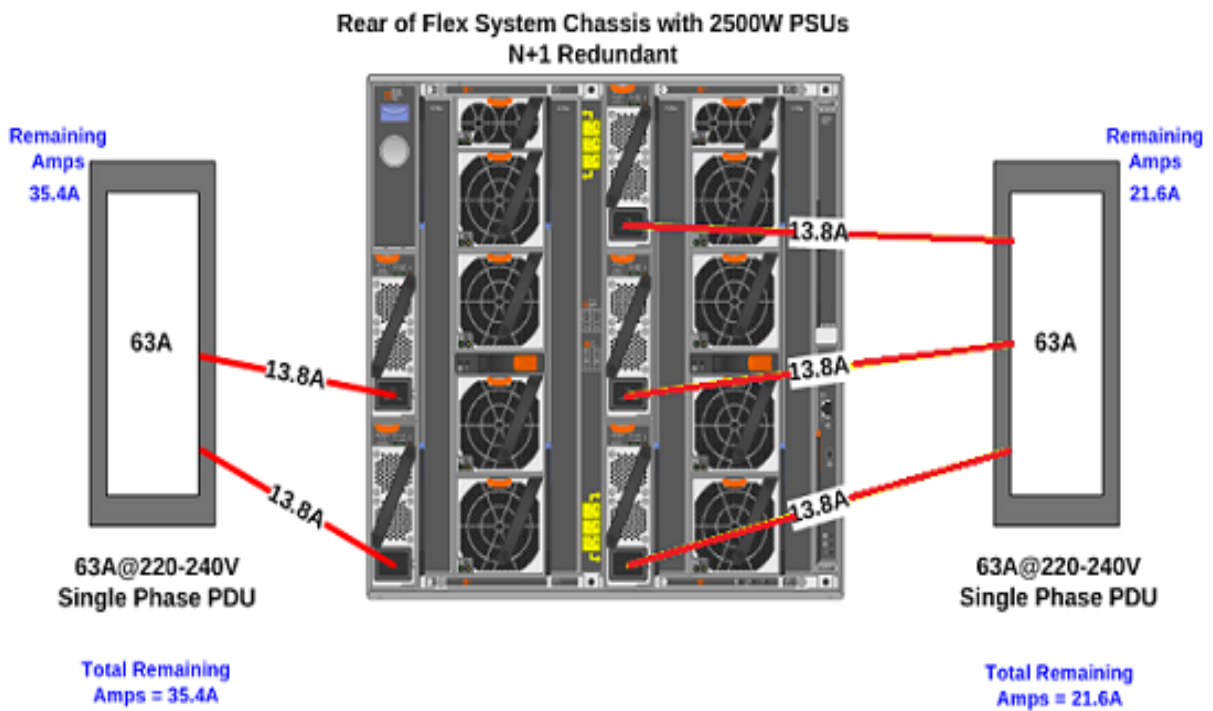 Rear of Flex System Chassis with 2500W PSUs
N+1 Redundant
Remaining
Amps
35.4A
Remaining
Amps
21.6A
63A
13.8A
13.8A
13.8A
13.8A
13.8A
63A
63A@220-240V
Single Phase PDU
63A@220-240V
Single Phase PDU
Total Remaining
Amps = 35.4A
Total Remaining
Amps = 21.6A